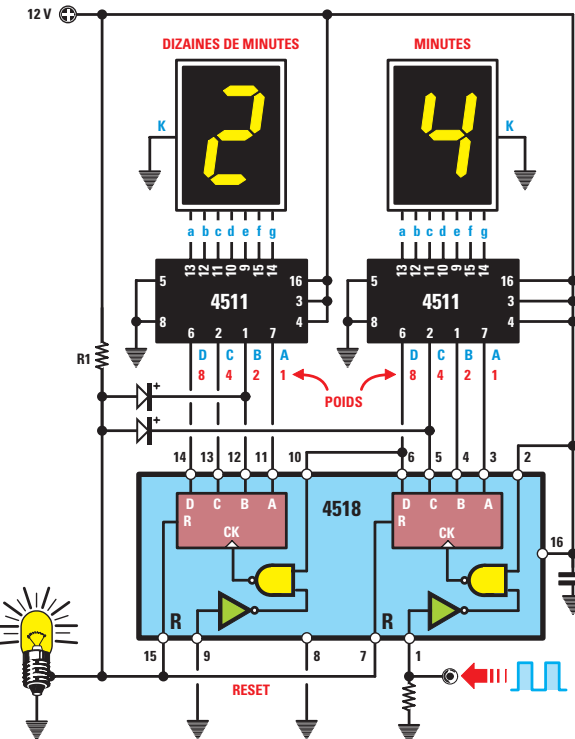 12 V
DIZAINES DE MINUTES MINUTES
K K
a b c d e f g a b c d e f g
13 12 11 10 9 15 14 13 12 11 10 9 15 14
5 4511 16 5 4511 16
3 3
8 4 8 4
6 2 1 7 6 2 1 7
R1
D C B A D C B A
8 4 2 1 8 4 2 1
POIDS
+
+
14 13 12 11 10 6 5 4 3 2
D C B A 4518 D C B A
R R
CK CK
16
R R
15 9 8 7 1
RESET